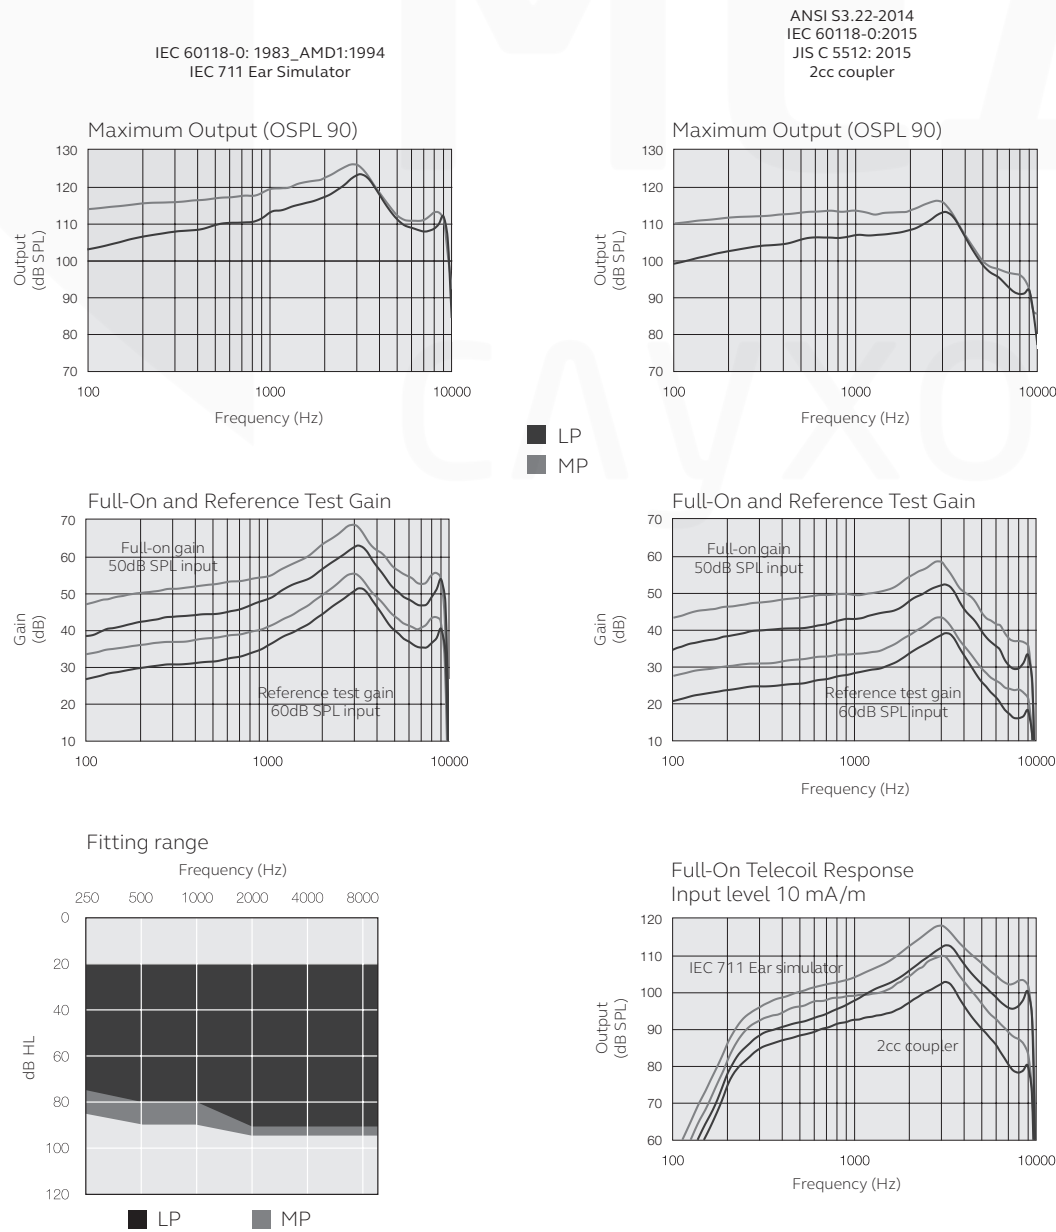 ANSI S3.22-2014
IEC 60118-0:2015
JIS C 5512: 2015
2cc coupler
IEC 60118-0: 1983_AMD1:1994
IEC 711 Ear Simulator
Maximum Output (OSPL 90)
130
120
110
100
90
80
70
Output
(dB SPL)
100 1000 10000
Frequency (Hz)
Maximum Output (OSPL 90)
130
120
110
100
90
80
70
Output
(dB SPL)
100 1000 10000
Frequency (Hz)
LP
MP
Full-On and Reference Test Gain
70
60
50
40
30
20
10
Gain
(dB)
Full-on gain
50dB SPL input
Reference test gain
60dB SPL input
100 1000 10000
Full-On and Reference Test Gain
70
60
50
40
30
20
10
Gain
(dB)
Full-on gain
50dB SPL input
Reference test gain
60dB SPL input
100 1000 10000
Frequency (Hz)
Fitting range
Frequency (Hz)
250 500 1000 2000 4000 8000
0
20
40
60
80
100
120
dB HL
LP MP
Full-On Telecoil Response
Input level 10 mA/m
120
110
100
90
80
70
60
Output
(dB SPL)
IEC 711 Ear simulator
2cc coupler
100 1000 10000
Frequency (Hz)